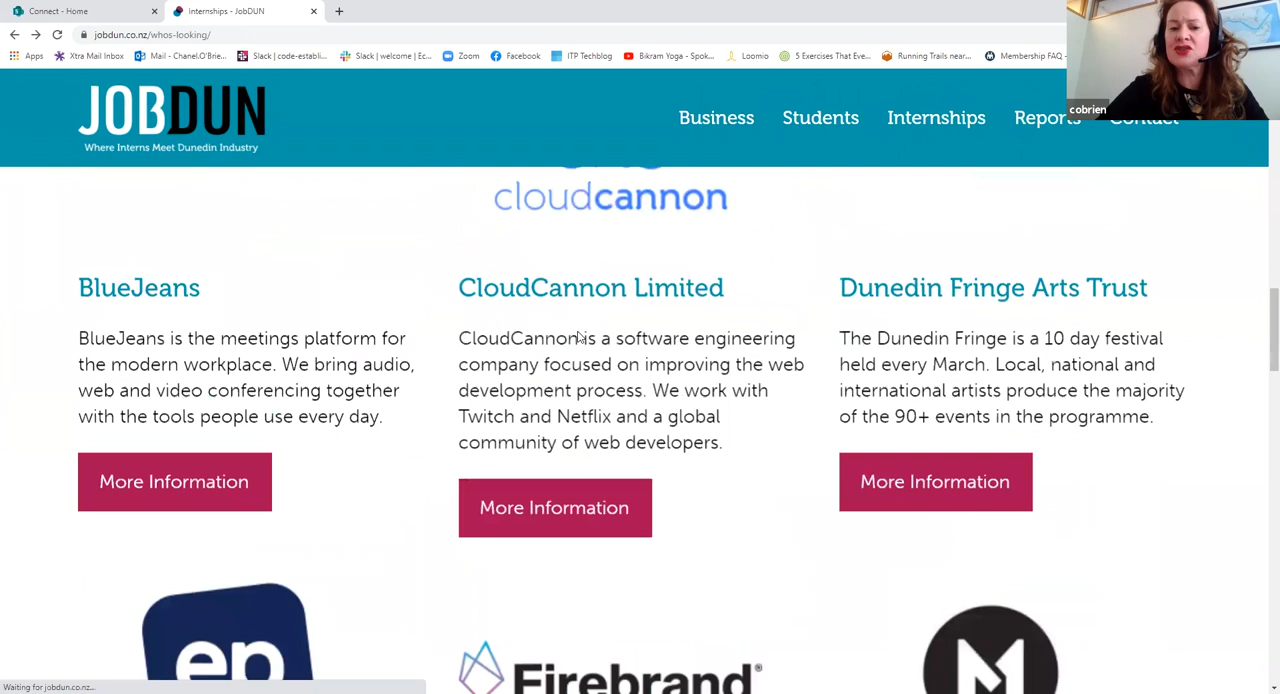 Connect - Home
Internships - JobDUN
jobdun.co.nz/whos-looking/
Apps
Xtra Mail Inbox
Mail - Chanel.O'Brie...
Slack | code-establi...
Slack | welcome | Ec...
Zoom
Facebook
ITP Techblog
Bikram Yoga - Spok...
Loomio
5 Exercises That Eve...
Running Trails near...
Membership FAQ -
cobrien
JOBDUN
Where Interns Meet Dunedin Industry
Business
Students
Internships
Reports
Contact
cloudcannon
BlueJeans
BlueJeans is the meetings platform for
the modern workplace. We bring audio,
web and video conferencing together
with the tools people use every day.
More Information
CloudCannon Limited
CloudCannon is a software engineering
company focused on improving the web
development process. We work with
Twitch and Netflix and a global
community of web developers.
More Information
Dunedin Fringe Arts Trust
The Dunedin Fringe is a 10 day festival
held every March. Local, national and
international artists produce the majority
of the 90+ events in the programme.
More Information
ep
Firebrand®
M
Waiting for jobdun.co.nz...